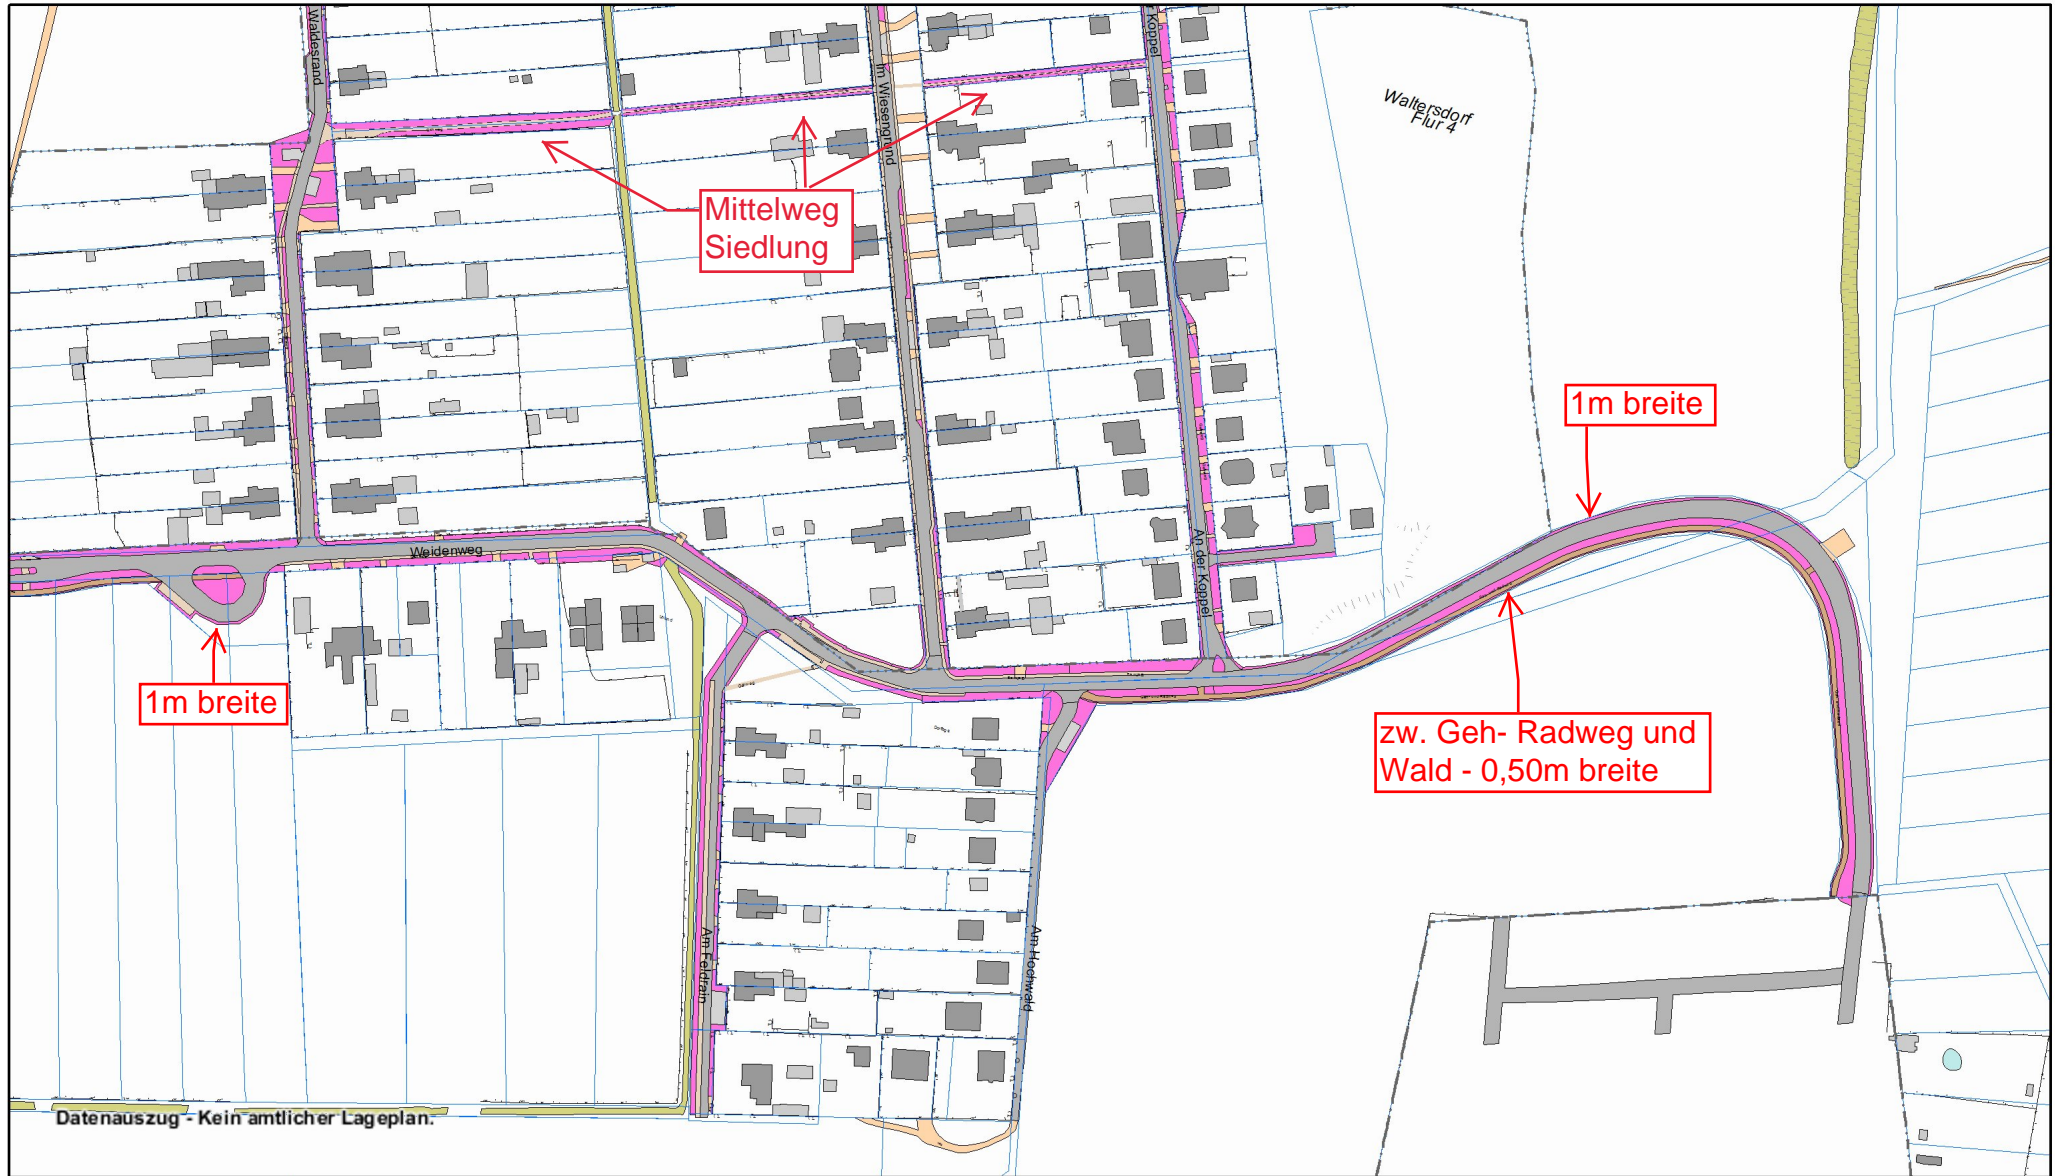 Waldesrand
Im Wiesengrund
r Koppel
Waltersdorf
Flur 4
Mittelweg
Siedlung
1m breite
Weidenweg
An der Koppel
1m breite
zw. Geh- Radweg und
Wald - 0,50m breite
Am Feldrain
Am Hochwald
Datenauszug - Kein amtlicher Lageplan.